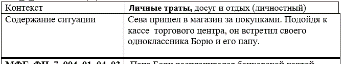 Контекст Личные траты, досуг и отдых (личностный)
Содержание ситуации Сева пришел в магазин за покупками. Подойдя к
кассе торгового центра, он встретил своего
одноклассника Борю и его папу.